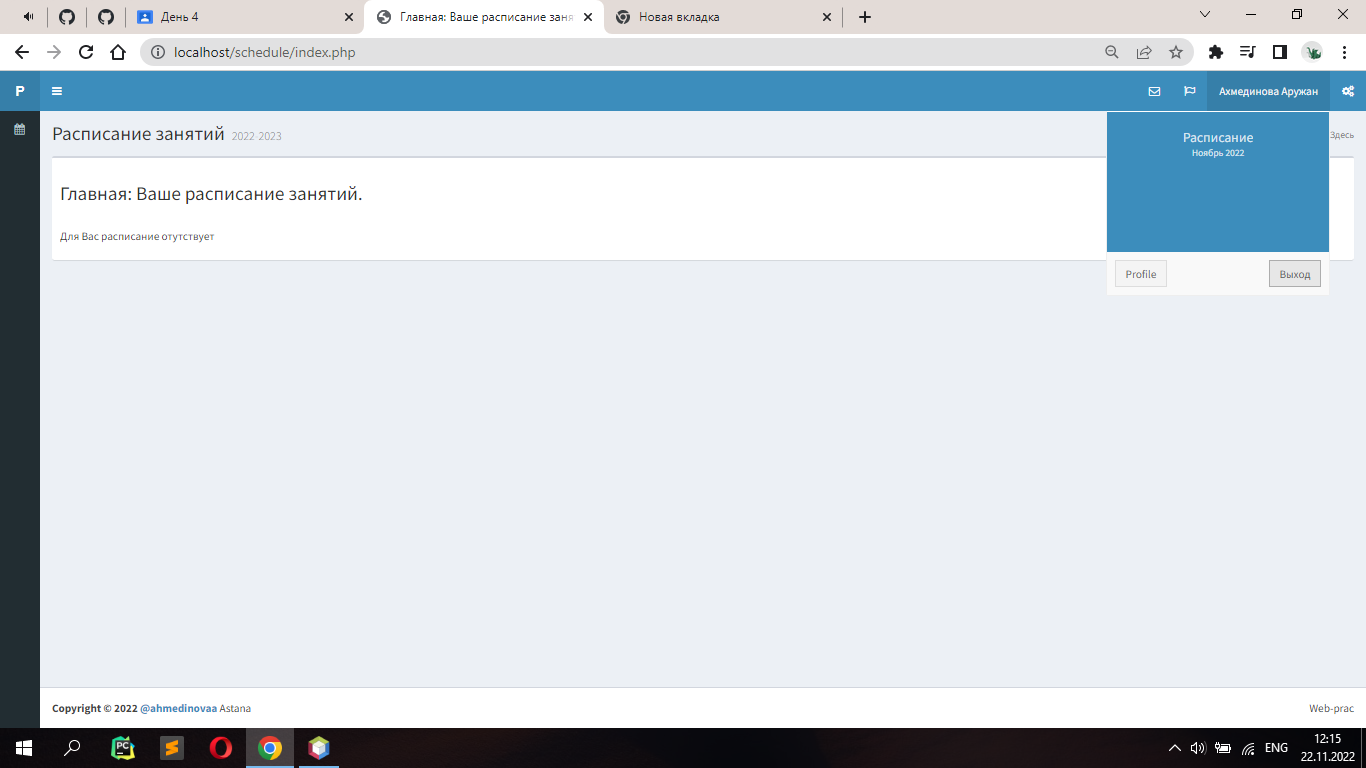 День 4
Главная: Ваше расписание заня
Новая вкладка
localhost/schedule/index.php
P
Ахмединова Аружан
Расписание занятий 2022-2023
Здесь
Расписание
Ноябрь 2022
Главная: Ваше расписание занятий.
Для Вас расписание отутствует
Profile
Выход
Copyright © 2022 @ahmedinovaa Astana
Web-prac
PC
ENG
12:15
22.11.2022